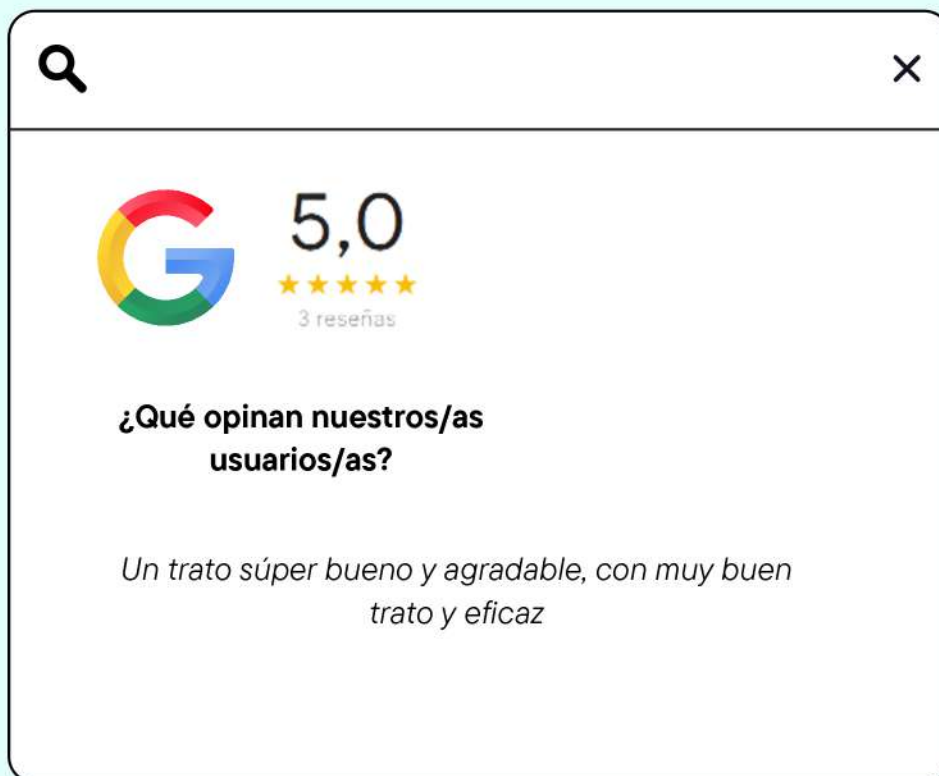 5,0
3 reseñas
¿Qué opinan nuestros/as
usuarios/as?
Un trato súper bueno y agradable, con muy buen
trato y eficaz